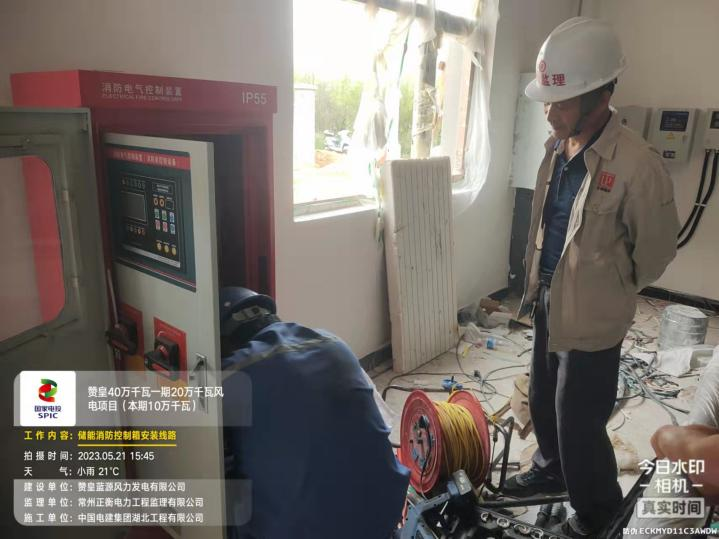 消防电气控制装置
ELECTRICAL FIRE CONTROL UNIT
IP55
监理
国家电投
SPIC
赞皇40万千瓦一期20万千瓦风
电项目（本期10万千瓦）
工作内容：储能消防控制箱安装线路
拍摄时间：2023.05.21 15:45
天 气：小雨 21℃
建设单位：赞皇蓝源风力发电有限公司
监理单位：常州正衡电力工程监理有限公司
施工单位：中国电建集团湖北工程有限公司
今日水印
相机
真实时间
防伪 ECKMYD11C3AWDW